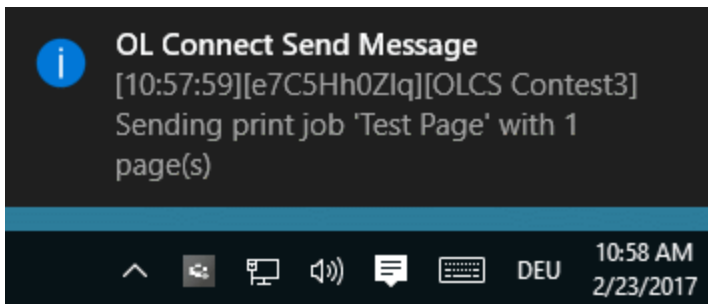 OL Connect Send Message
[10:57:59][e7C5Hh0ZIq][OLCS Contest3]
Sending print job 'Test Page' with 1
page(s)
DEU
10:58 AM
2/23/2017